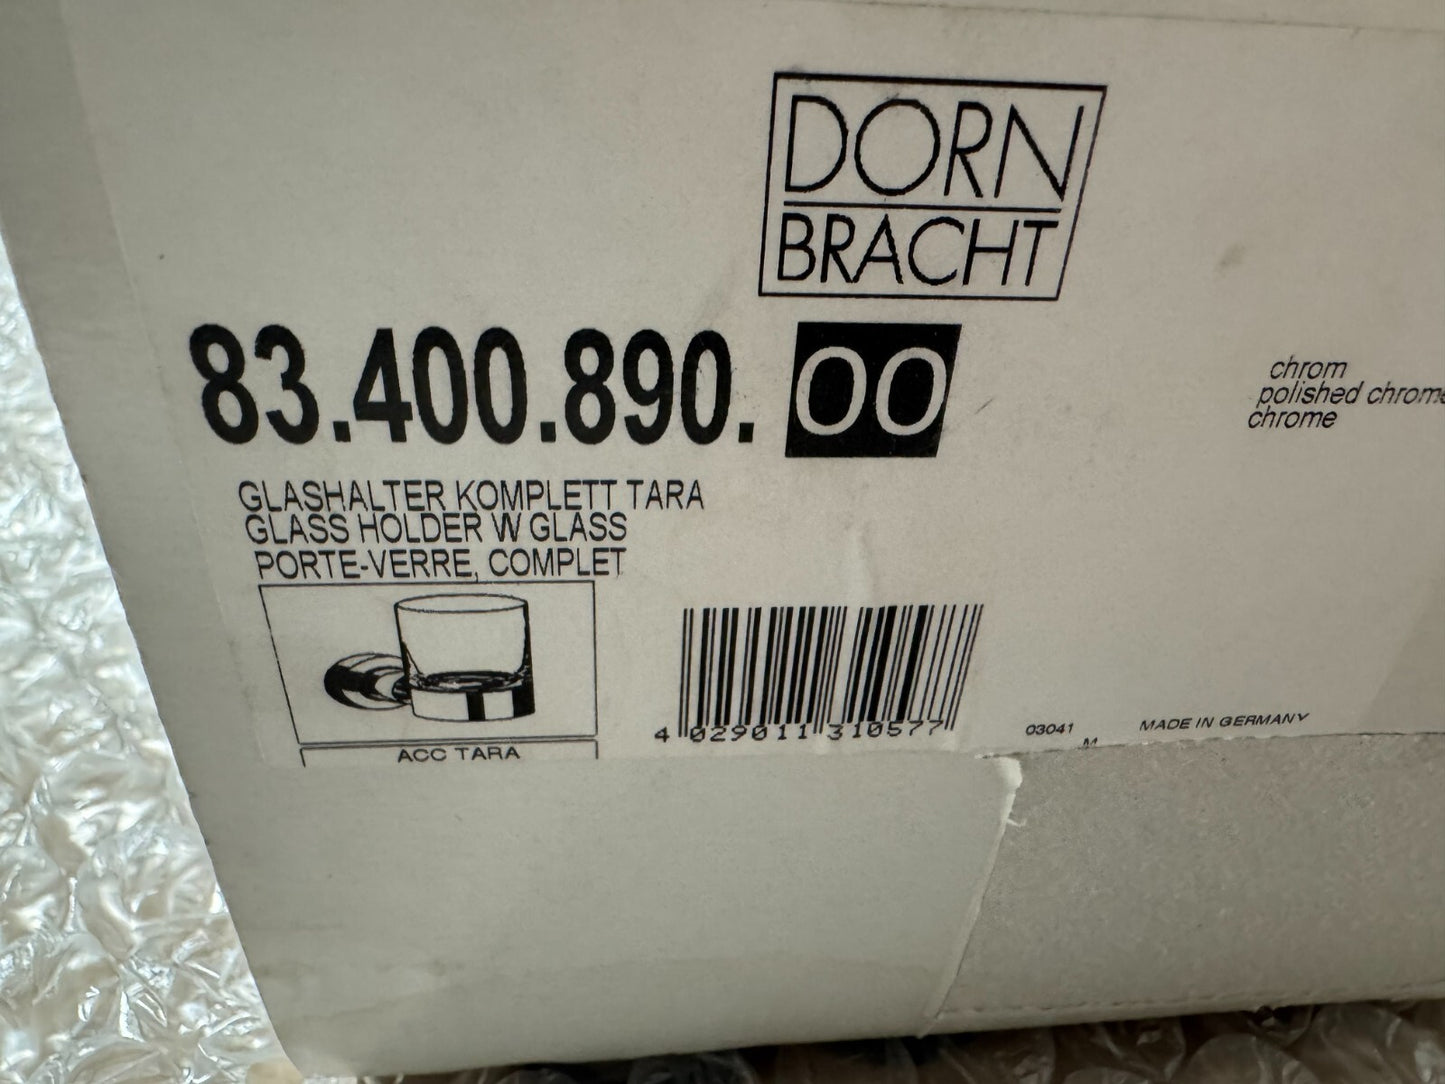 DORN
BRACHT
83.400.890. 00
chrom
polished chrome
chrome
GLASHALTER KOMPLETT TARA
GLASS HOLDER W GLASS
PORTE-VERRE, COMPLET
ACC TARA
4 029011 310577
03041
M
MADE IN GERMANY